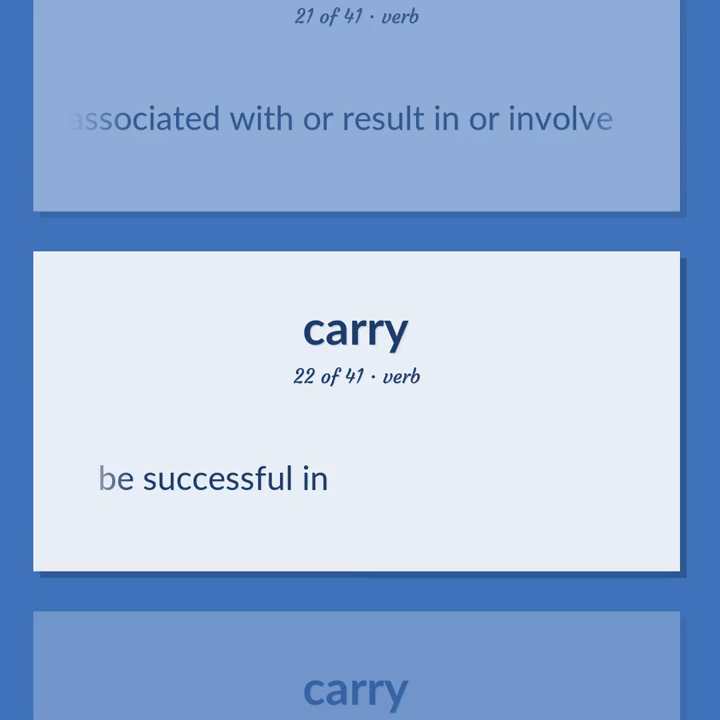 21 of 41 · verb
associated with or result in or involve
carry
22 of 41 · verb
be successful in
carry